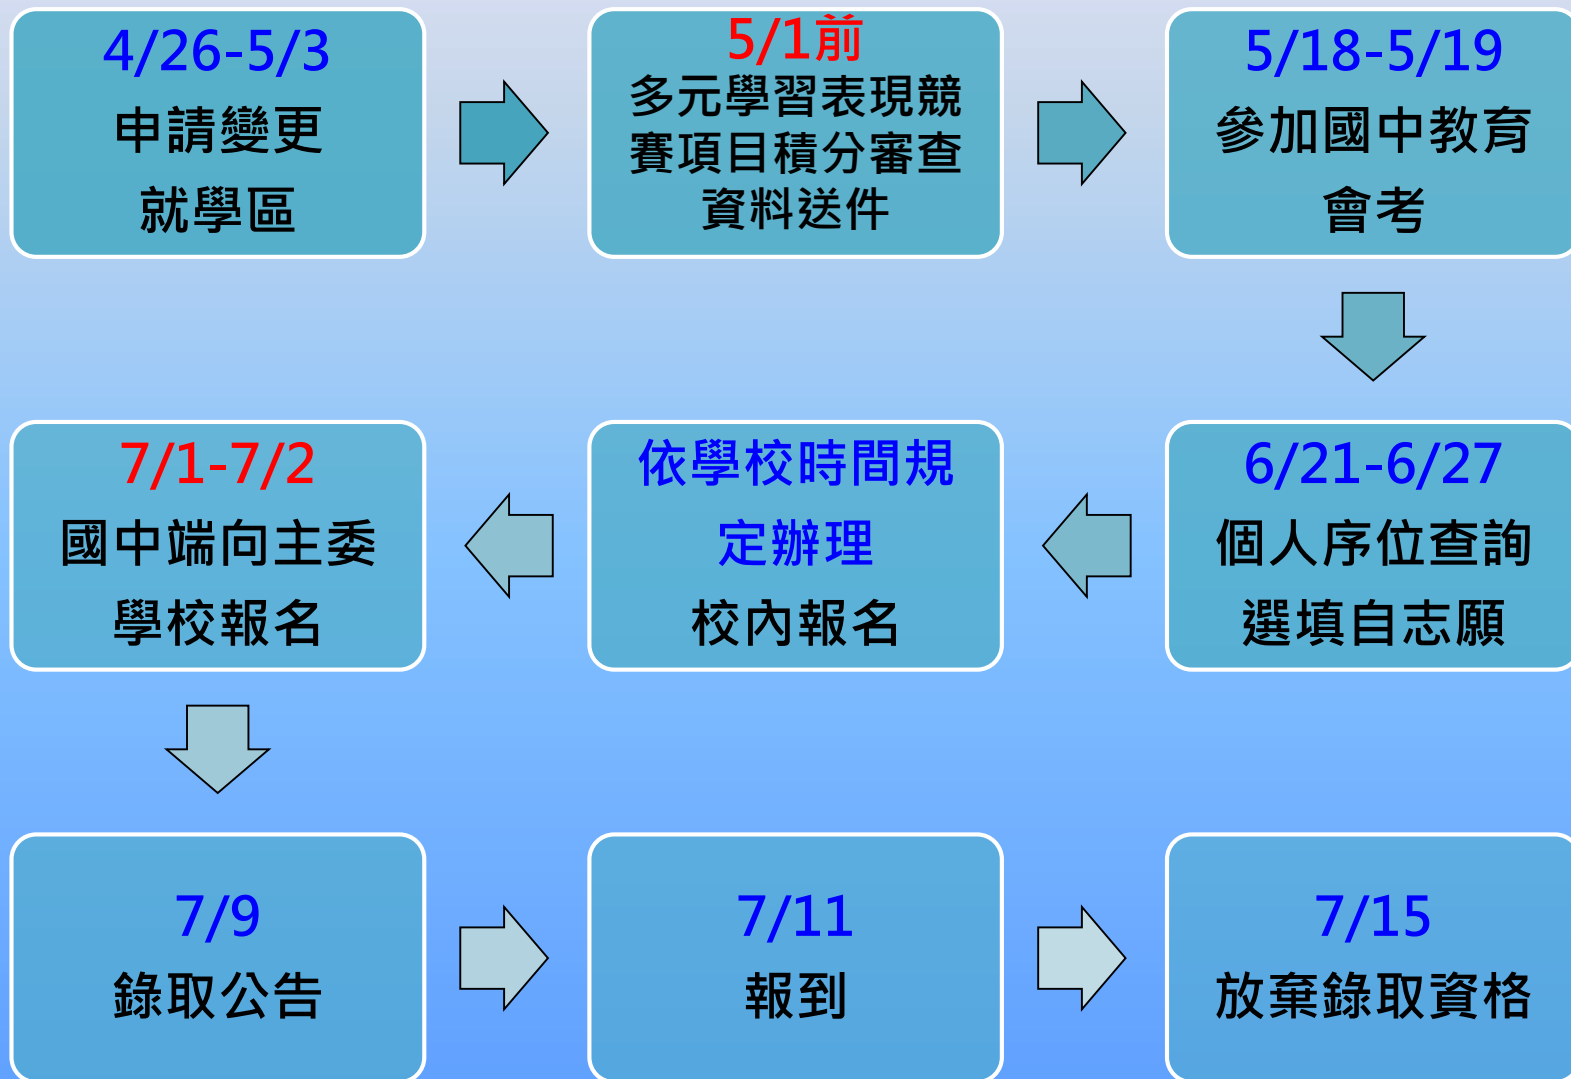 4/26-5/3
申請變更
就學區
5/1前
多元學習表現競
賽項目積分審查
資料送件
5/18-5/19
參加國中教育
會考
6/21-6/27
個人序位查詢
選填自志願
依學校時間規
定辦理
校內報名
7/1-7/2
國中端向主委
學校報名
7/9
錄取公告
7/11
報到
7/15
放棄錄取資格